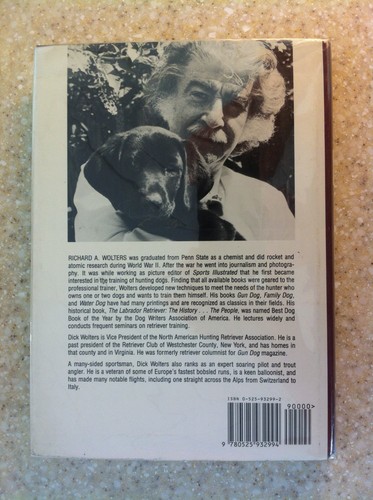 RICHARD A. WOLTERS was graduated from Penn State as a chemist and did rocket and
atomic research during World War II. After the war he went into journalism and photogra-
phy. It was while working as picture editor of Sports Illustrated that he first became
interested in the training of hunting dogs. Finding that all available books were geared to the
professional trainer, Wolters developed new techniques to meet the needs of the hunter who
owns one or two dogs and wants to train them himself. His books Gun Dog, Family Dog,
and Water Dog have had many printings and are recognized as classics in their fields. His
historical book, The Labrador Retriever: The History . . . The People, was named Best Dog
Book of the Year by the Dog Writers Association of America. He lectures widely and
conducts frequent seminars on retriever training.
Dick Wolters is Vice President of the North American Hunting Retriever Association. He is a
past president of the Retriever Club of Westchester County, New York, and has homes in
that county and in Virginia. He was formerly retriever columnist for Gun Dog magazine.
A many-sided sportsman, Dick Wolters also ranks as an expert soaring pilot and trout
angler. He is a veteran of some of Europe's fastest bobsled runs, is a keen balloonist, and
has made many notable flights, including one straight across the Alps from Switzerland to
Italy.
ISBN 0-525-93299-2
90000>
9 780525 932994